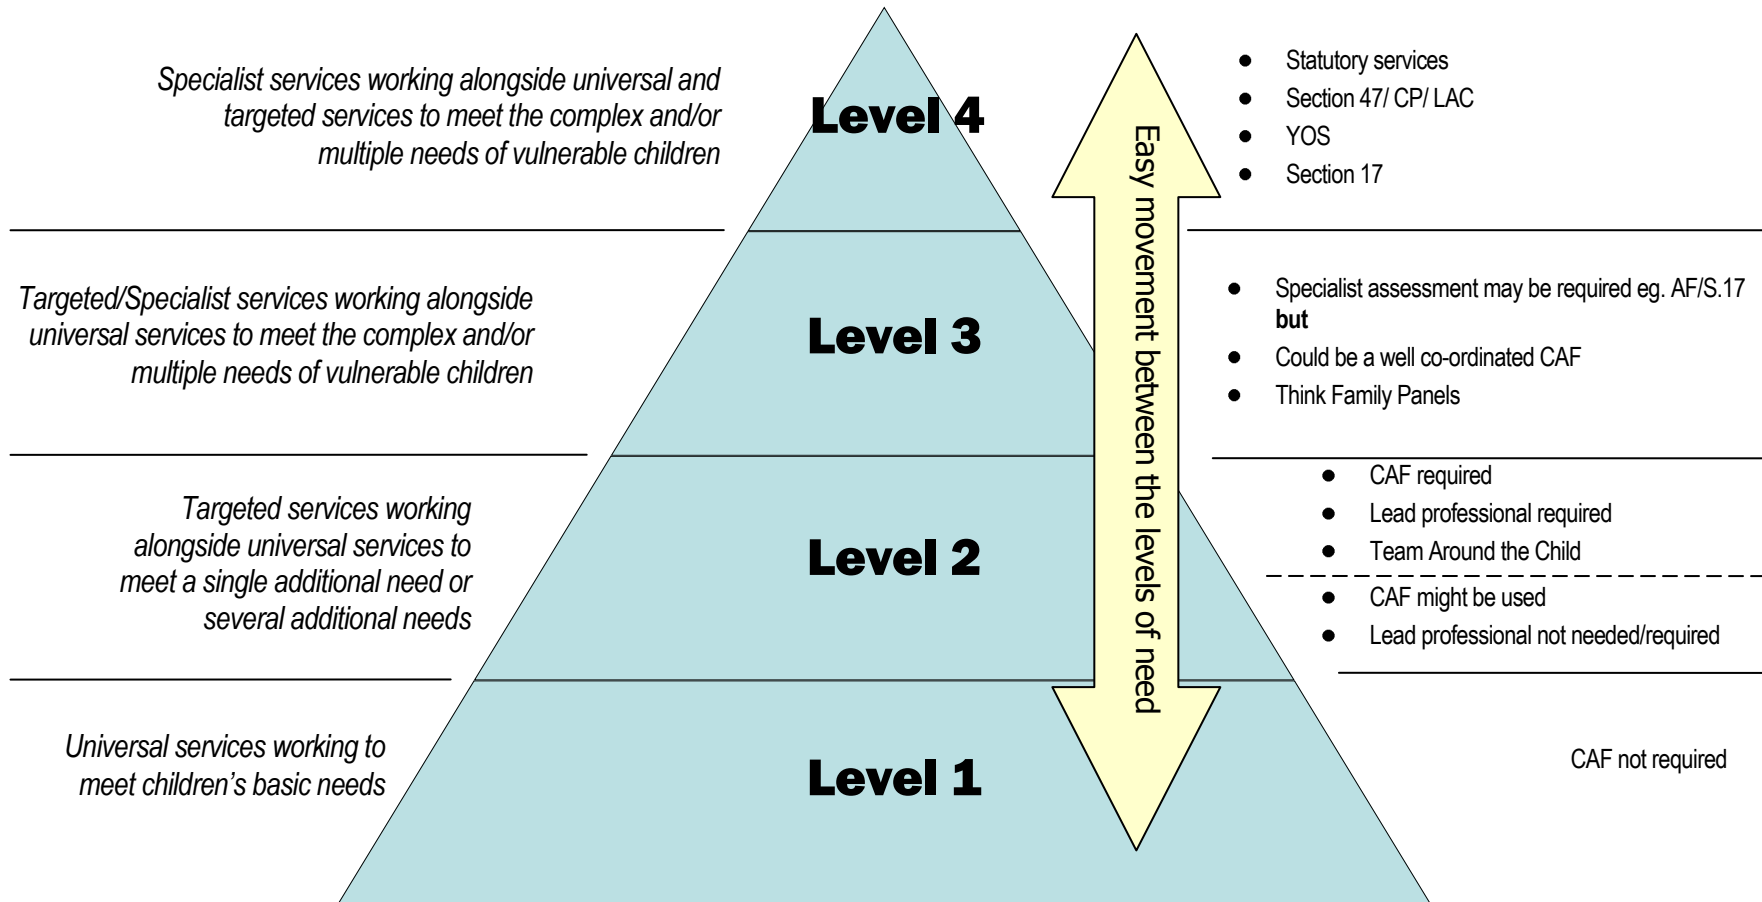 Specialist services working alongside universal and
targeted services to meet the complex and/or
multiple needs of vulnerable children
Level 4
● Statutory services
● Section 47/ CP/ LAC
● YOS
● Section 17
Easy movement between the levels of need
Targeted/Specialist services working alongside
universal services to meet the complex and/or
multiple needs of vulnerable children
Level 3
● Specialist assessment may be required eg. AF/S.17
but
● Could be a well co-ordinated CAF
● Think Family Panels
Targeted services working
alongside universal services to
meet a single additional need or
several additional needs
Level 2
● CAF required
● Lead professional required
● Team Around the Child
● CAF might be used
● Lead professional not needed/required
Universal services working to
meet children’s basic needs
Level 1
CAF not required